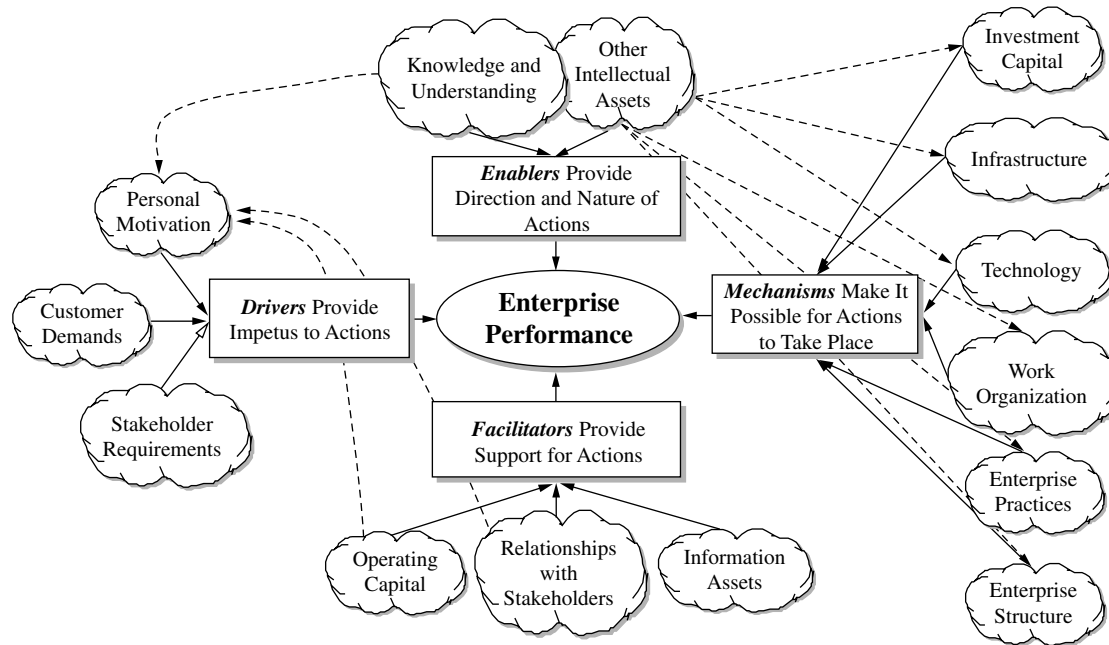 Knowledge and
Understanding
Other
Intellectual
Assets
Investment
Capital
Enablers Provide
Direction and Nature of
Actions
Infrastructure
Personal
Motivation
Customer
Demands
Drivers Provide
Impetus to Actions
Enterprise
Performance
Mechanisms Make It
Possible for Actions
to Take Place
Technology
Stakeholder
Requirements
Facilitators Provide
Support for Actions
Work
Organization
Enterprise
Practices
Operating
Capital
Relationships
with
Stakeholders
Information
Assets
Enterprise
Structure